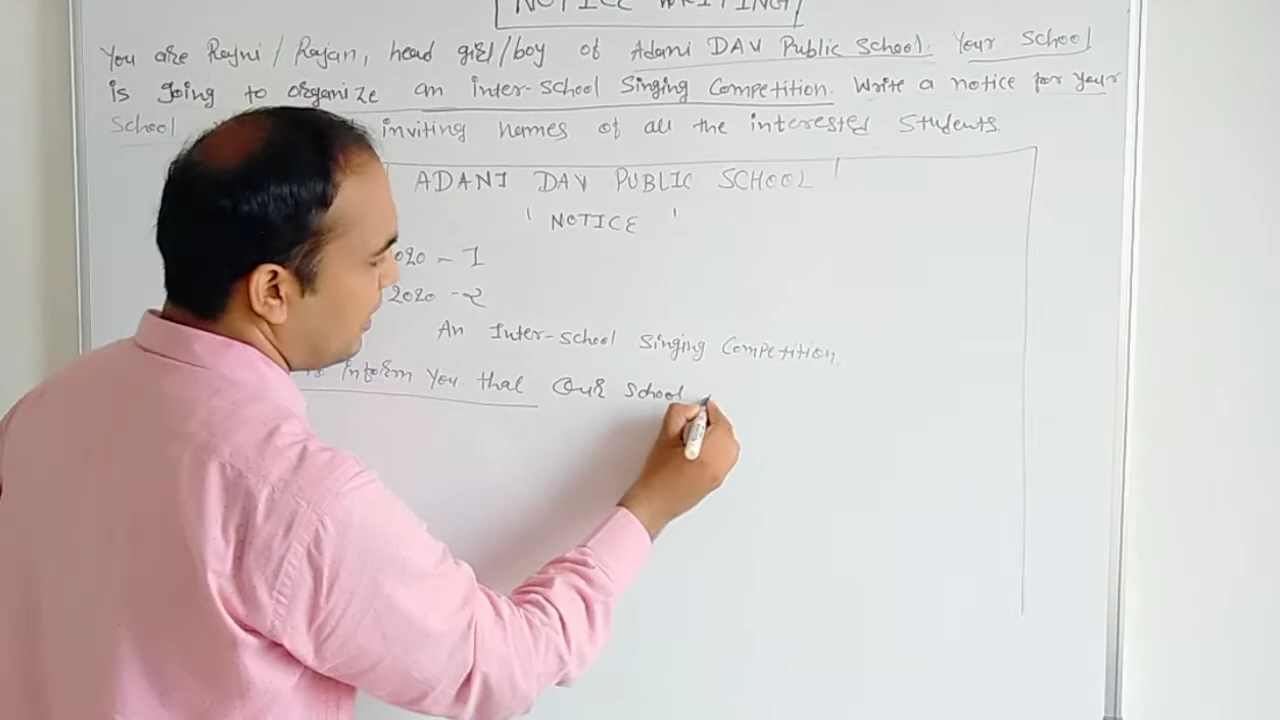 NOTICE WRITING
You are Rajni / Rajan, head girl/boy of Adani DAV Public School. Your School
is going to organize an inter-school Singing Competition. Write a notice for your
School inviting names of all the interested Students.
ADANI DAV PUBLIC SCHOOL
' NOTICE '
020 - 1
2020 - 2
An Inter-school Singing Competition.
is inform you that our school